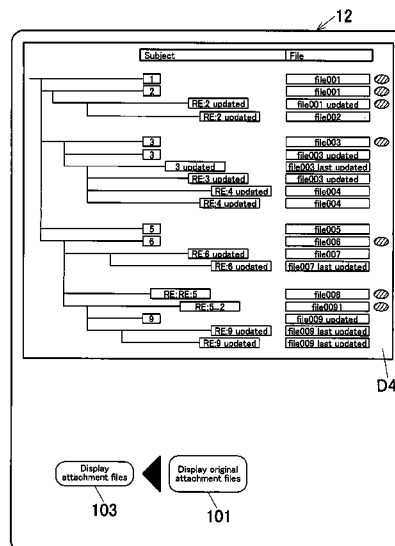 12
Subject File
1 file001
2 file001
RE:2 updated file001 updated
RE:2 updated file002
3 file003
3 file003 updated
3 updated file003 last updated
RE:3 updated file003 updated
RE:4 updated file004
RE:4 updated file004
5 file005
6 file006
RE:6 updated file007
RE:6 updated file007 last updated
RE:RE:5 file008
RE:5...2 file0091
9 file009 updated
RE:9 updated file009 last updated
RE:9 updated file009 last updated
D4
Display attachment files
Display original attachment files
103
101